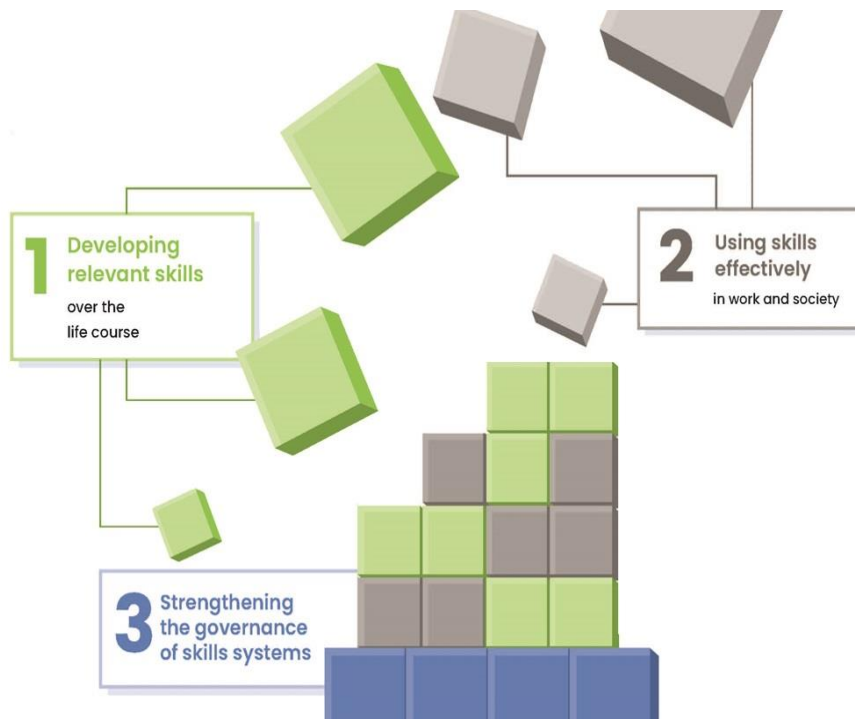 1
Developing
relevant skills
over the
life course
2
Using skills
effectively
in work and society
3
Strengthening
the governance
of skills systems